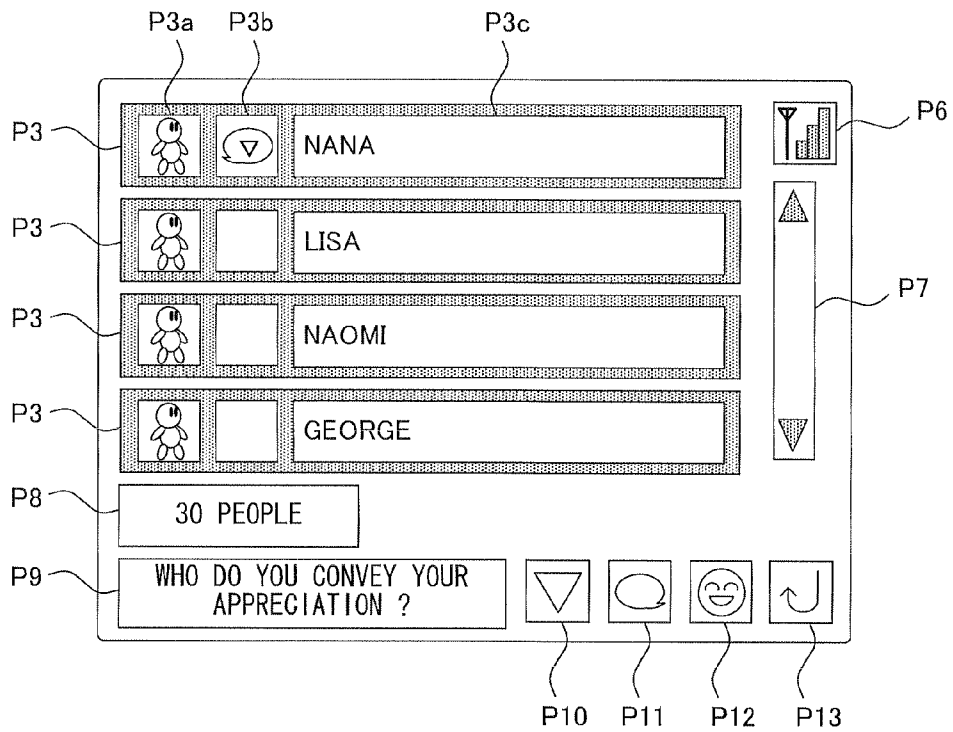 P3a P3b P3c
P3 NANA P6
P3 LISA
P7
P3 NAOMI
P3 GEORGE
P8 30 PEOPLE
P9 WHO DO YOU CONVEY YOUR
APPRECIATION ?
P10 P11 P12 P13